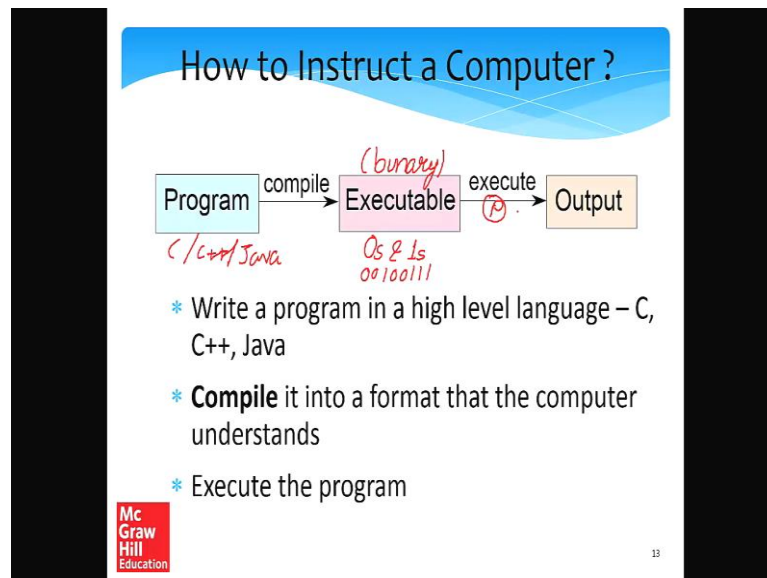 How to Instruct a Computer ?
(binary)
Program
compile
Executable
execute
P
Output
C/C++/Java
0s & 1s
00100111
* Write a program in a high level language – C,
C++, Java
* Compile it into a format that the computer
understands
* Execute the program
Mc
Graw
Hill
Education
13